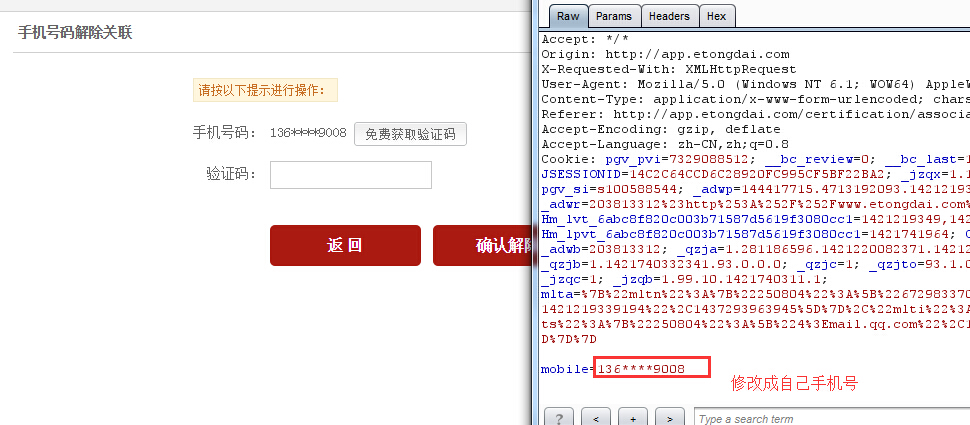 手机号码解除关联
请按以下提示进行操作：
手机号码： 136****9008 免费获取验证码
验证码：
返 回
确认解除
Raw Params Headers Hex
Accept: */*
Origin: http://app.etongdai.com
X-Requested-With: XMLHttpRequest
User-Agent: Mozilla/5.0 (Windows NT 6.1; WOW64) AppleW
Content-Type: application/x-www-form-urlencoded; chars
Referer: http://app.etongdai.com/certification/associa
Accept-Encoding: gzip, deflate
Accept-Language: zh-CN,zh;q=0.8
Cookie: pgv_pvi=7329088512; __bc_review=0; __bc_last=1
JSESSIONID=14C2C64CCD6C28920FC995CF5BF22BA2; _jzqx=1.1
pgv_si=s100588544; _adwp=144417715.4713192093.14212193
_adwr=203813312%23http%253A%252F%252Fwww.etongdai.com%
Hm_lvt_6abc8f820c003b71587d5619f3080cc1=1421219349,142
Hm_lpvt_6abc8f820c003b71587d5619f3080cc1=1421741964; C
_adwb=203813312; _qzja=1.281186596.1421220082371.14212
_qzjb=1.1421740332341.93.0.0.0; _qzjc=1; _qzjto=93.1.0
_jzqc=1; _jzqb=1.99.10.1421740311.1;
mlta=%7B%22mltn%22%3A%7B%22250804%22%3A%5B%22672983370
1421219339194%22%2C1437293963945%5D%7D%2C%22mlti%22%3A
ts%22%3A%7B%22250804%22%3A%5B%224%3Email.qq.com%22%2C1
D%7D%7D
mobile=136****9008
修改成自己手机号
? < + > Type a search term